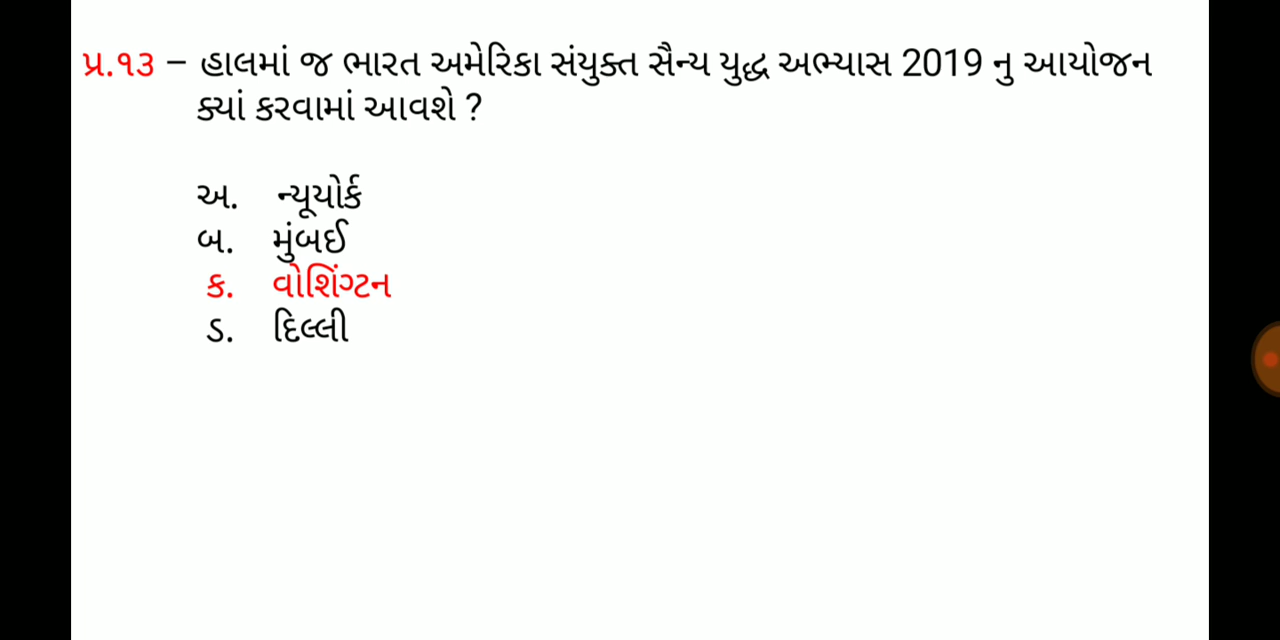 પ્ર.૧૩ – હાલમાં જ ભારત અમેરિકા સંયુક્ત સૈન્ય યુદ્ધ અભ્યાસ 2019 નુ આયોજન
ક્યાં કરવામાં આવશે ?
અ. ન્યૂયોર્ક
બ. મુંબઈ
ક. વોશિંગ્ટન
ડ. દિલ્લી